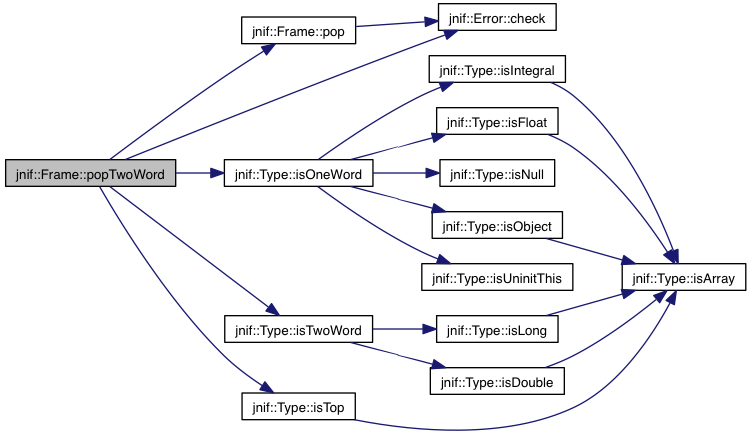 jnif::Error::check
jnif::Frame::pop
jnif::Type::isIntegral
jnif::Type::isFloat
jnif::Frame::popTwoWord
jnif::Type::isOneWord
jnif::Type::isNull
jnif::Type::isObject
jnif::Type::isUninitThis
jnif::Type::isArray
jnif::Type::isTwoWord
jnif::Type::isLong
jnif::Type::isDouble
jnif::Type::isTop